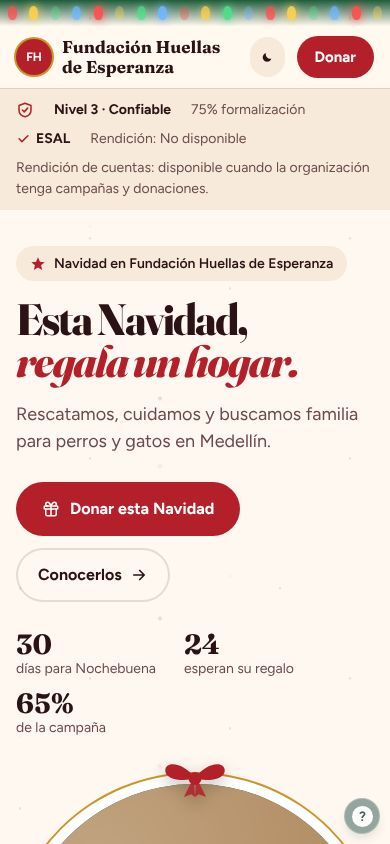 FH
Fundación Huellas
de Esperanza
Donar
Nivel 3 · Confiable 75% formalización
ESAL Rendición: No disponible
Rendición de cuentas: disponible cuando la organización
tenga campañas y donaciones.
Navidad en Fundación Huellas de Esperanza
Esta Navidad,
regala un hogar.
Rescatamos, cuidamos y buscamos familia
para perros y gatos en Medellín.
Donar esta Navidad
Conocerlos →
30 24
días para Nochebuena esperan su regalo
65%
de la campaña
?